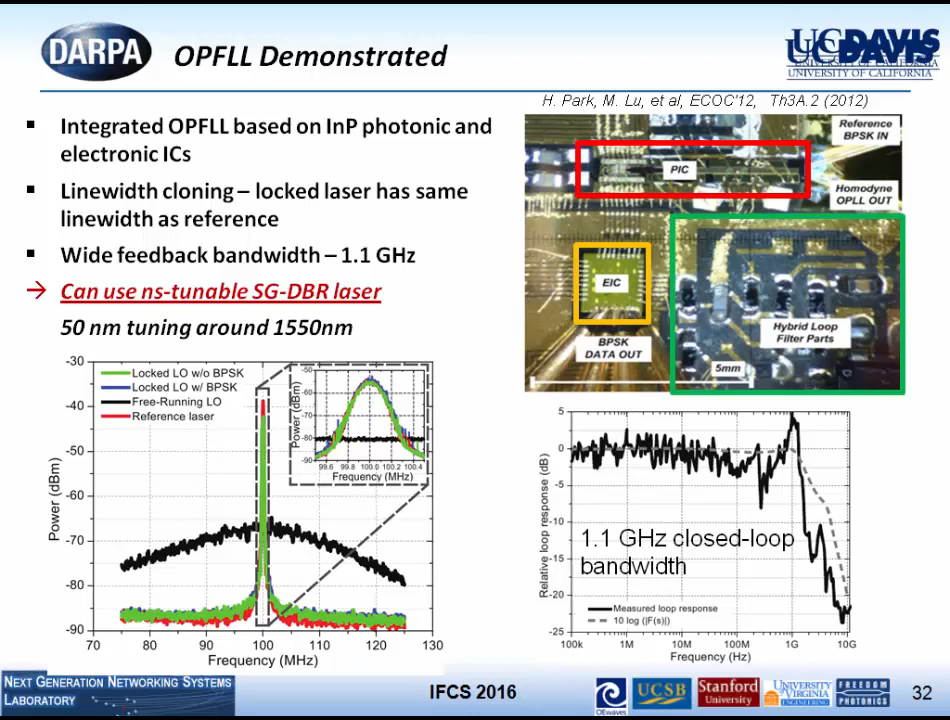 DARPA
OPFLL Demonstrated
UC DAVIS
UNIVERSITY OF CALIFORNIA
H. Park, M. Lu, et al, ECOC'12, Th3A.2 (2012)
▪ Integrated OPFLL based on InP photonic and
electronic ICs
▪ Linewidth cloning – locked laser has same
linewidth as reference
▪ Wide feedback bandwidth – 1.1 GHz
→ Can use ns-tunable SG-DBR laser
50 nm tuning around 1550nm
Reference
BPSK IN
PIC
Homodyne
OPLL OUT
EIC
BPSK
DATA OUT
Hybrid Loop
Filter Parts
5mm
-30
-40
-50
-60
-70
-80
-90
Power (dBm)
Locked LO w/o BPSK
Locked LO w/ BPSK
Free-Running LO
Reference laser
-50
-60
-70
-80
-90
Power (dBm)
99.6 99.8 100.0 100.2 100.4
Frequency (MHz)
70 80 90 100 110 120 130
Frequency (MHz)
5
0
-5
-10
-15
-20
-25
Relative loop response (dB)
1.1 GHz closed-loop
bandwidth
Measured loop response
10 log (|F(s)|)
100k 1M 10M 100M 1G 10G
Frequency (Hz)
NEXT GENERATION NETWORKING SYSTEMS
LABORATORY
IFCS 2016
OEwaves
UCSB
Stanford
University
UNIVERSITY
of VIRGINIA
ENGINEERING
FREEDOM
PHOTONICS
32